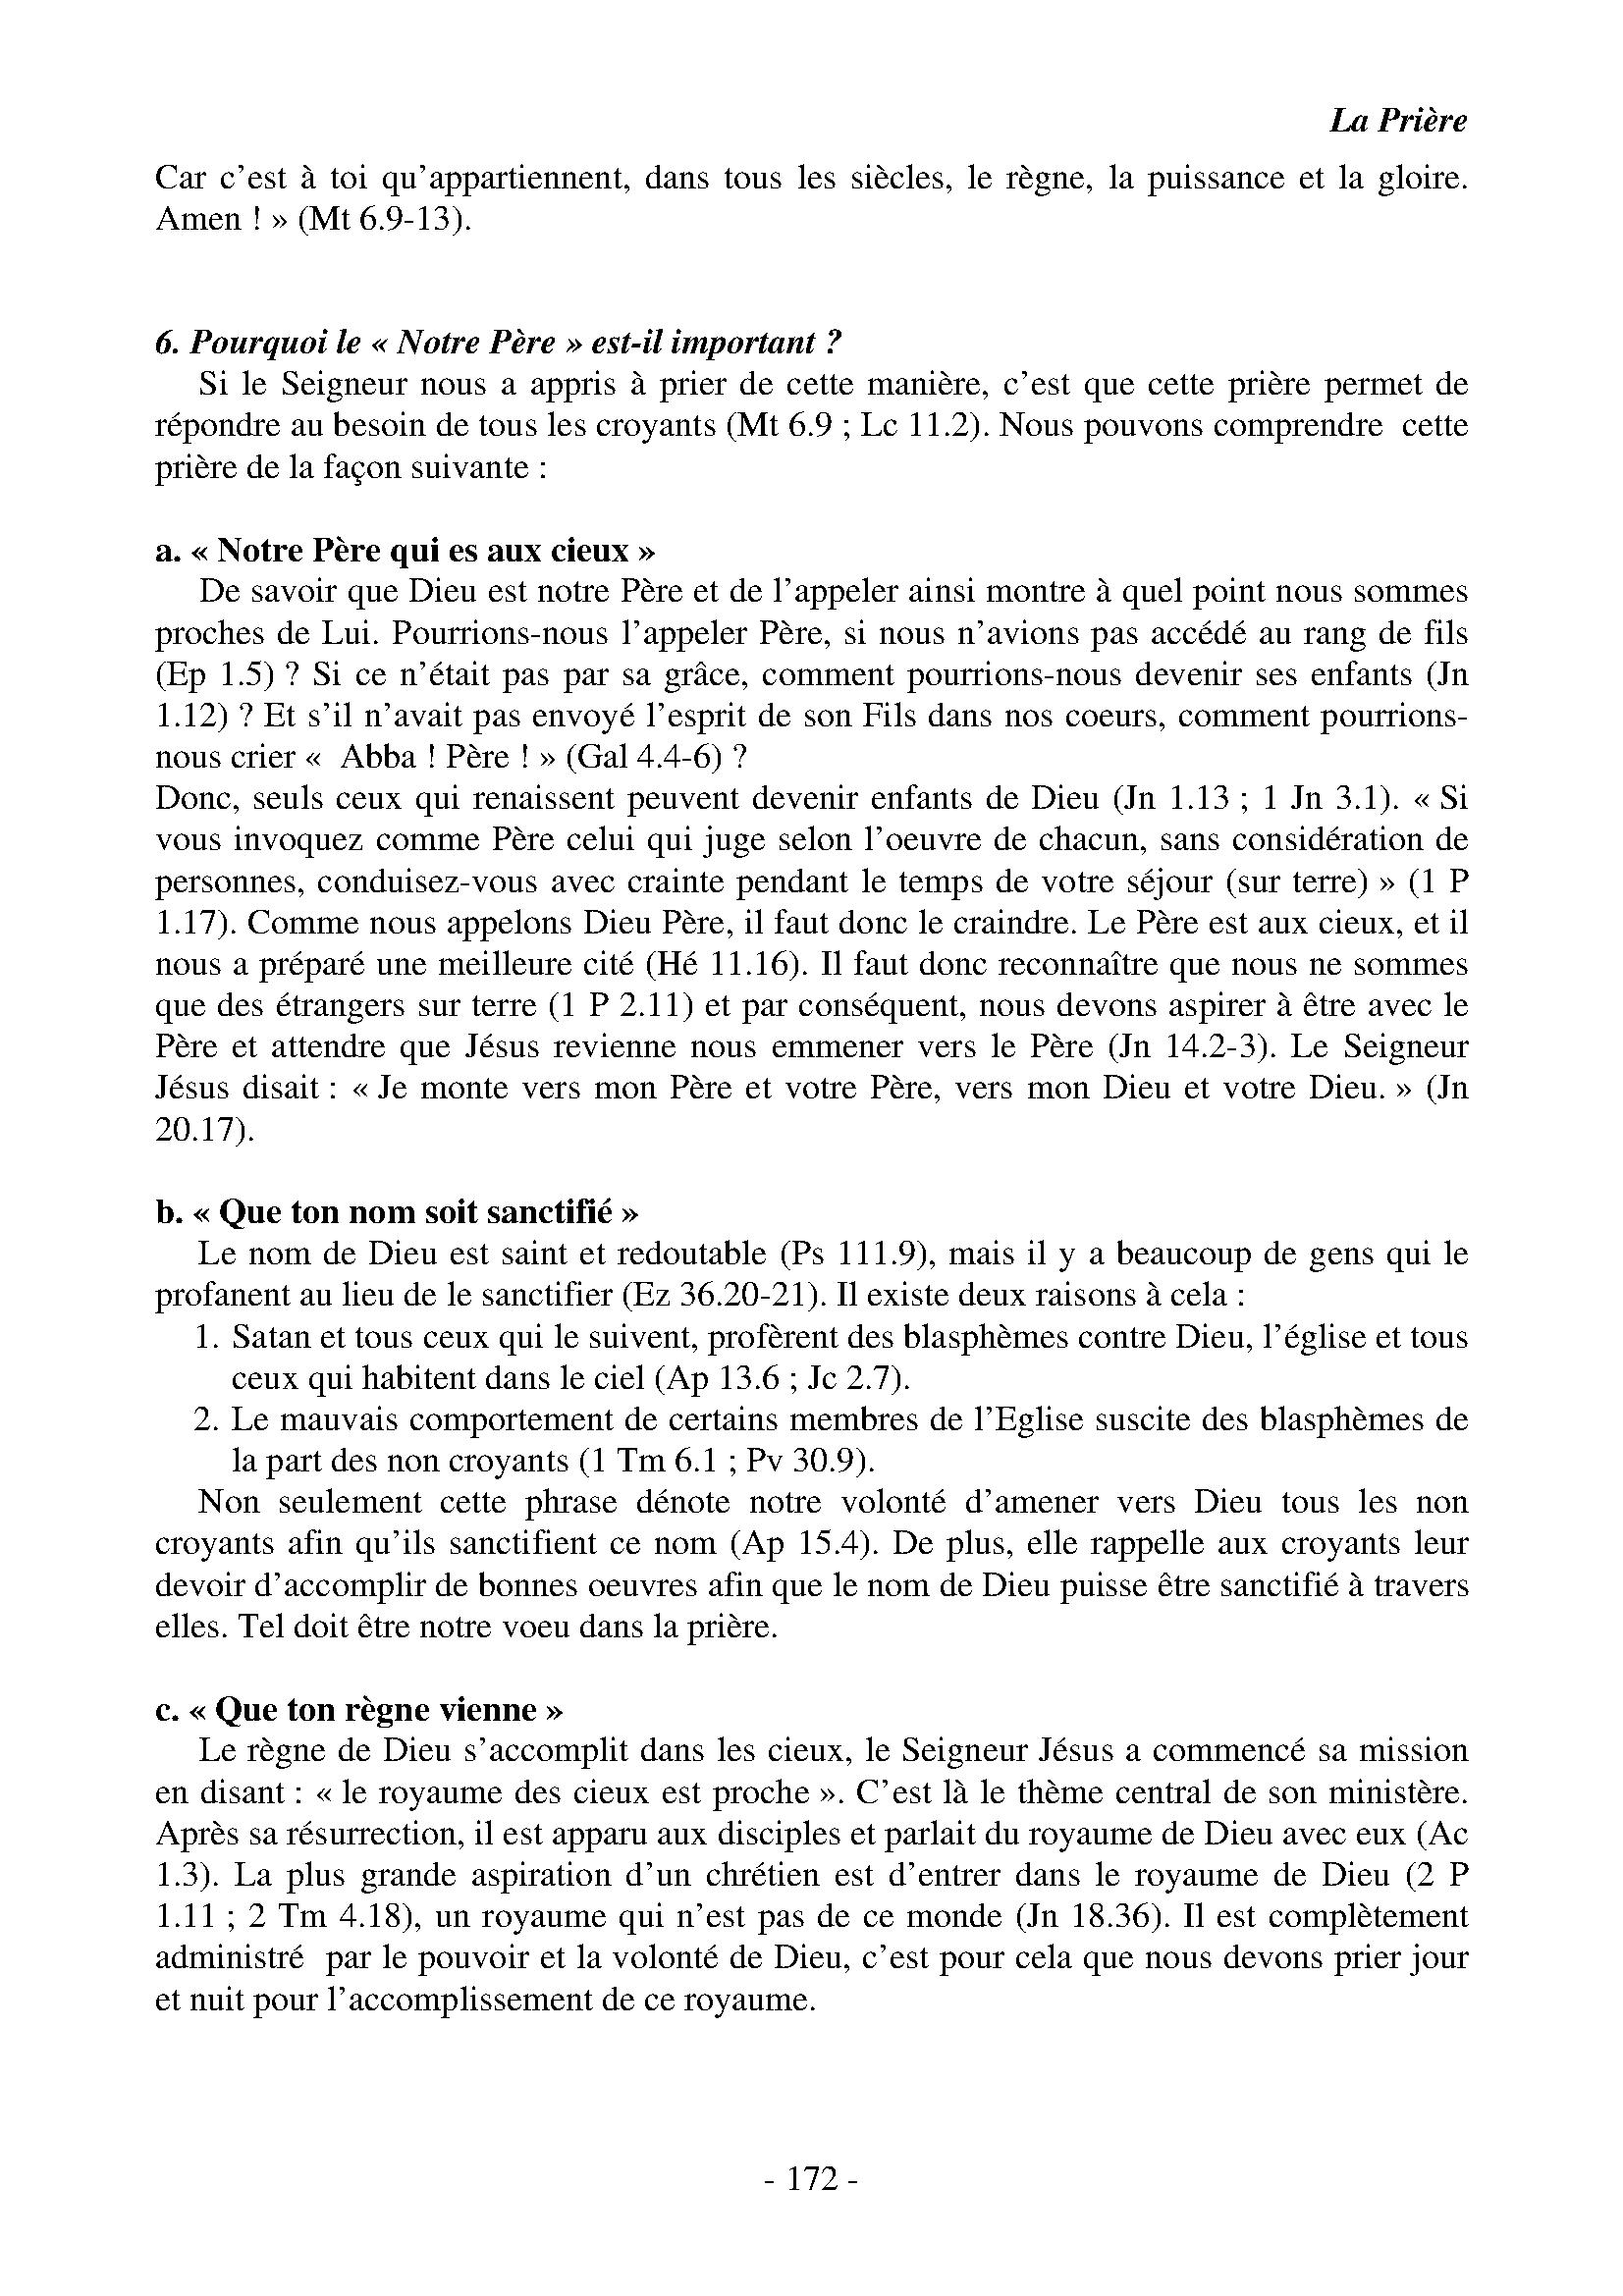 La Prière
Car c’est à toi qu’appartiennent, dans tous les siècles, le règne, la puissance et la gloire.
Amen ! » (Mt 6.9-13).
6. Pourquoi le « Notre Père » est-il important ?
Si le Seigneur nous a appris à prier de cette manière, c’est que cette prière permet de
répondre au besoin de tous les croyants (Mt 6.9 ; Lc 11.2). Nous pouvons comprendre  cette
prière de la façon suivante :
a. « Notre Père qui es aux cieux »
De savoir que Dieu est notre Père et de l’appeler ainsi montre à quel point nous sommes
proches de Lui. Pourrions-nous l’appeler Père, si nous n’avions pas accédé au rang de fils
(Ep 1.5) ? Si ce n’était pas par sa grâce, comment pourrions-nous devenir ses enfants (Jn
1.12) ? Et s’il n’avait pas envoyé l’esprit de son Fils dans nos coeurs, comment pourrions-
nous crier «  Abba ! Père ! » (Gal 4.4-6) ?
Donc, seuls ceux qui renaissent peuvent devenir enfants de Dieu (Jn 1.13 ; 1 Jn 3.1). « Si
vous invoquez comme Père celui qui juge selon l’oeuvre de chacun, sans considération de
personnes, conduisez-vous avec crainte pendant le temps de votre séjour (sur terre) » (1 P
1.17). Comme nous appelons Dieu Père, il faut donc le craindre. Le Père est aux cieux, et il
nous a préparé une meilleure cité (Hé 11.16). Il faut donc reconnaître que nous ne sommes
que des étrangers sur terre (1 P 2.11) et par conséquent, nous devons aspirer à être avec le
Père et attendre que Jésus revienne nous emmener vers le Père (Jn 14.2-3). Le Seigneur
Jésus disait : « Je monte vers mon Père et votre Père, vers mon Dieu et votre Dieu. » (Jn
20.17).
b. « Que ton nom soit sanctifié »
Le nom de Dieu est saint et redoutable (Ps 111.9), mais il y a beaucoup de gens qui le
profanent au lieu de le sanctifier (Ez 36.20-21). Il existe deux raisons à cela :
1. Satan et tous ceux qui le suivent, profèrent des blasphèmes contre Dieu, l’église et tous
ceux qui habitent dans le ciel (Ap 13.6 ; Jc 2.7).
2. Le mauvais comportement de certains membres de l’Eglise suscite des blasphèmes de
la part des non croyants (1 Tm 6.1 ; Pv 30.9).
Non seulement cette phrase dénote notre volonté d’amener vers Dieu tous les non
croyants afin qu’ils sanctifient ce nom (Ap 15.4). De plus, elle rappelle aux croyants leur
devoir d’accomplir de bonnes oeuvres afin que le nom de Dieu puisse être sanctifié à travers
elles. Tel doit être notre voeu dans la prière.
c. « Que ton règne vienne »
Le règne de Dieu s’accomplit dans les cieux, le Seigneur Jésus a commencé sa mission
en disant : « le royaume des cieux est proche ». C’est là le thème central de son ministère.
Après sa résurrection, il est apparu aux disciples et parlait du royaume de Dieu avec eux (Ac
1.3). La plus grande aspiration d’un chrétien est d’entrer dans le royaume de Dieu (2 P
1.11 ; 2 Tm 4.18), un royaume qui n’est pas de ce monde (Jn 18.36). Il est complètement
administré  par le pouvoir et la volonté de Dieu, c’est pour cela que nous devons prier jour
et nuit pour l’accomplissement de ce royaume.
- 172 -